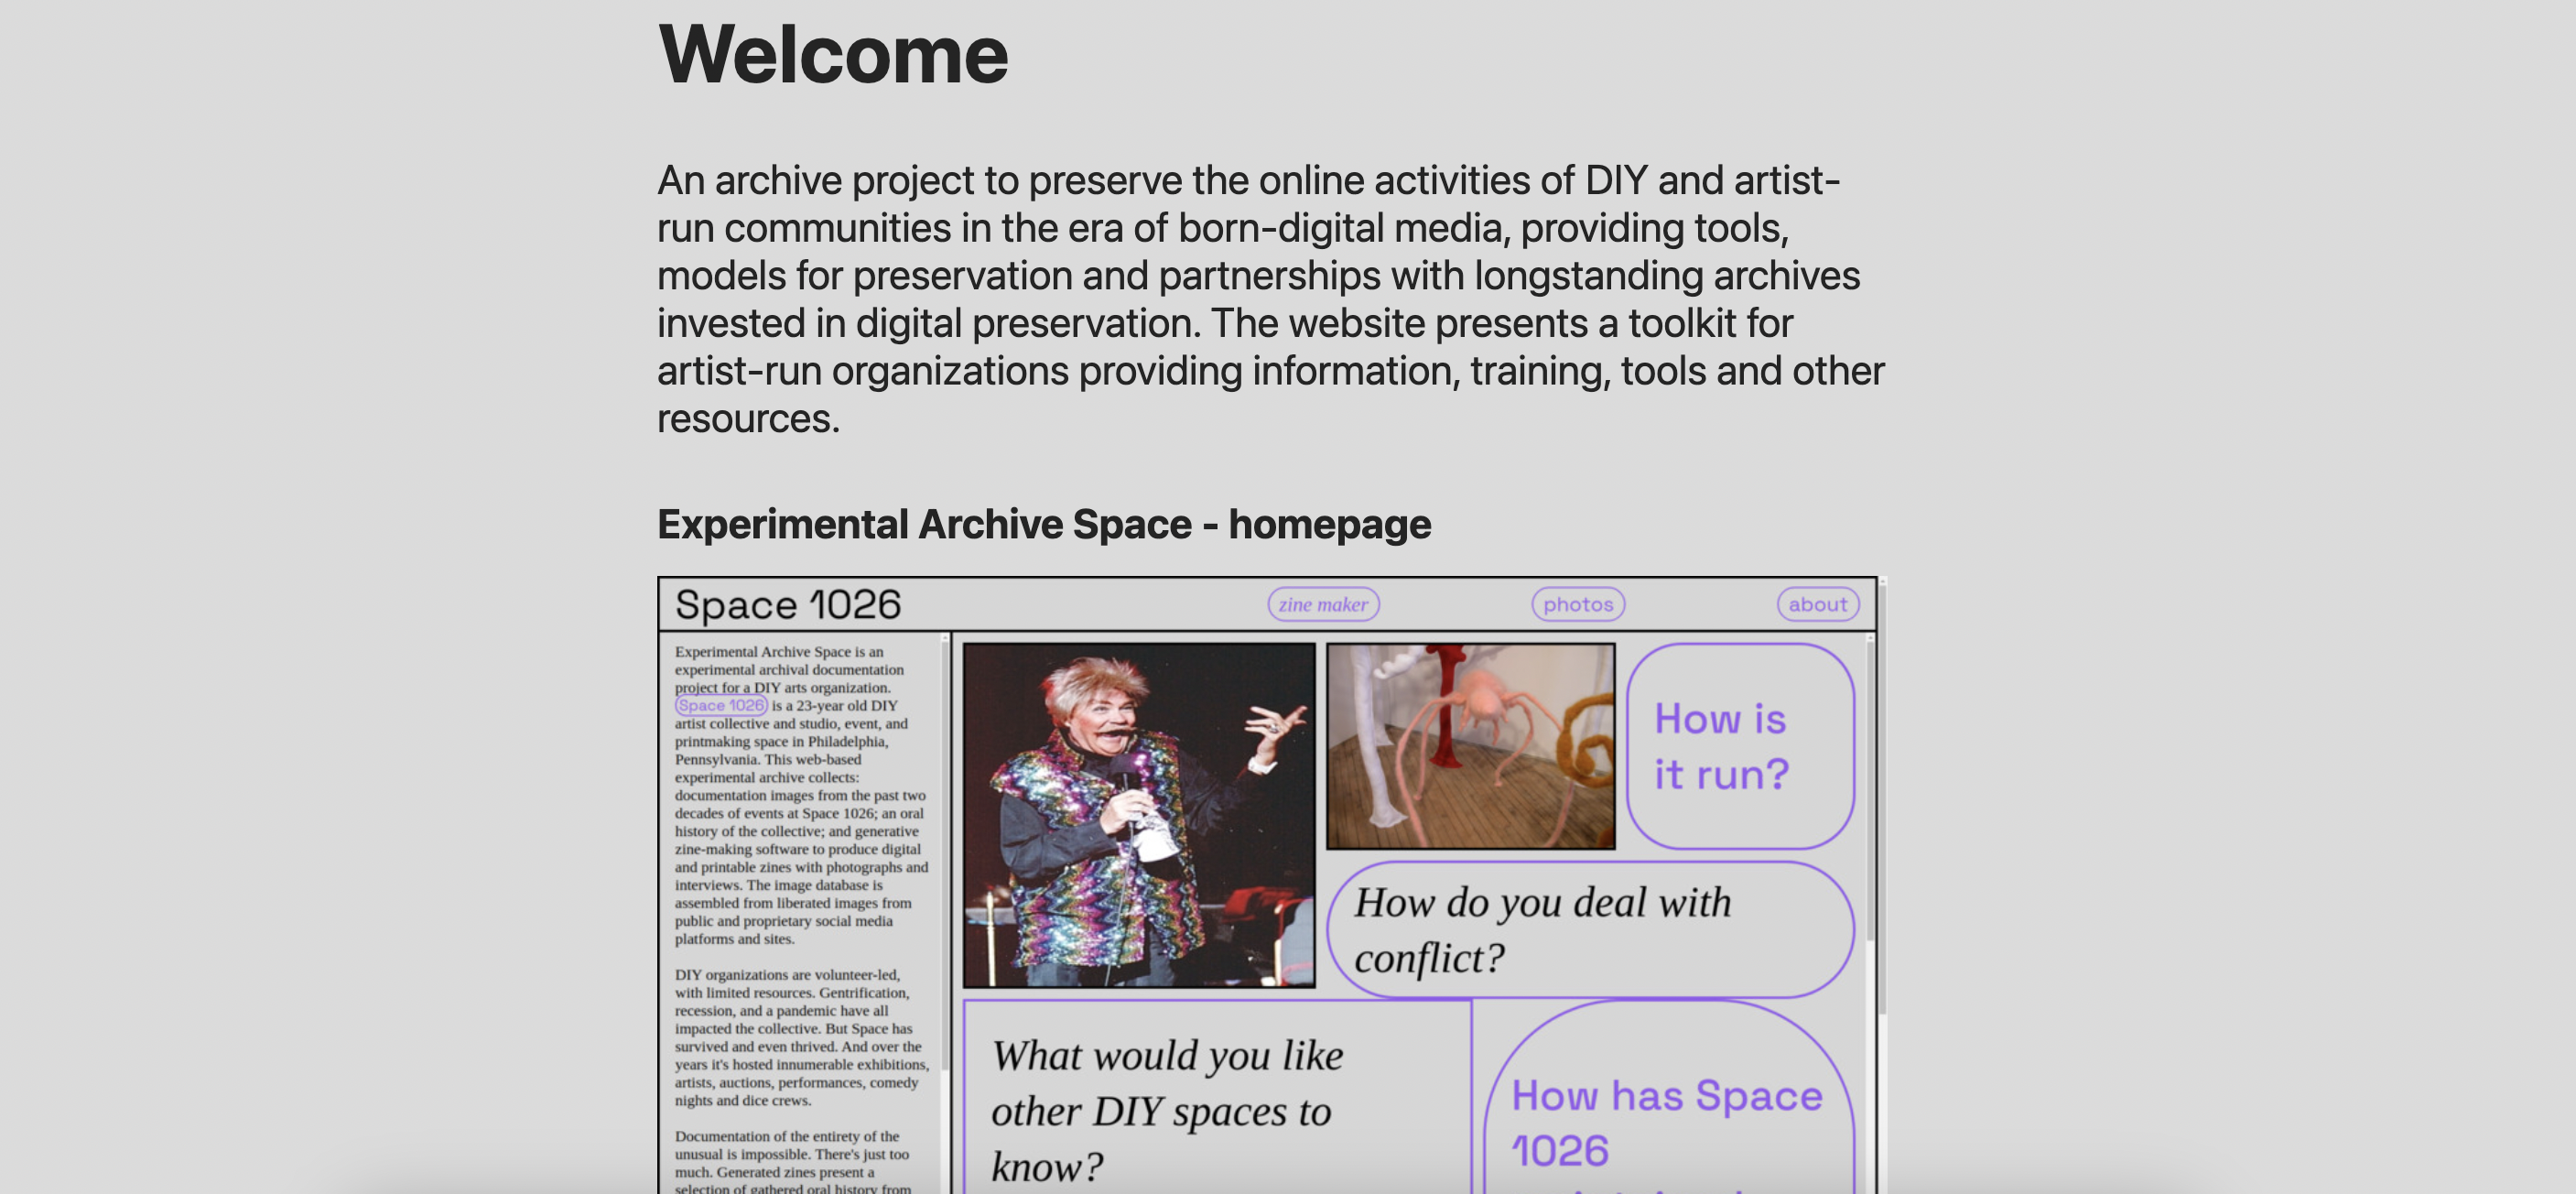 Welcome
An archive project to preserve the online activities of DIY and artist-
run communities in the era of born-digital media, providing tools,
models for preservation and partnerships with longstanding archives
invested in digital preservation. The website presents a toolkit for
artist-run organizations providing information, training, tools and other
resources.
Experimental Archive Space - homepage
Space 1026
zine maker
photos
about
Experimental Archive Space is an
experimental archival documentation
project for a DIY arts organization.
Space 1026 is a 23-year old DIY
artist collective and studio, event, and
printmaking space in Philadelphia,
Pennsylvania. This web-based
experimental archive collects:
documentation images from the past two
decades of events at Space 1026; an oral
history of the collective; and generative
zine-making software to produce digital
and printable zines with photographs and
interviews. The image database is
assembled from liberated images from
public and proprietary social media
platforms and sites.
DIY organizations are volunteer-led,
with limited resources. Gentrification,
recession, and a pandemic have all
impacted the collective. But Space has
survived and even thrived. And over the
years it's hosted innumerable exhibitions,
artists, auctions, performances, comedy
nights and dice crews.
Documentation of the entirety of the
unusual is impossible. There's just too
much. Generated zines present a
selection of gathered oral history from
How is
it run?
How do you deal with
conflict?
What would you like
other DIY spaces to
know?
How has Space
1026